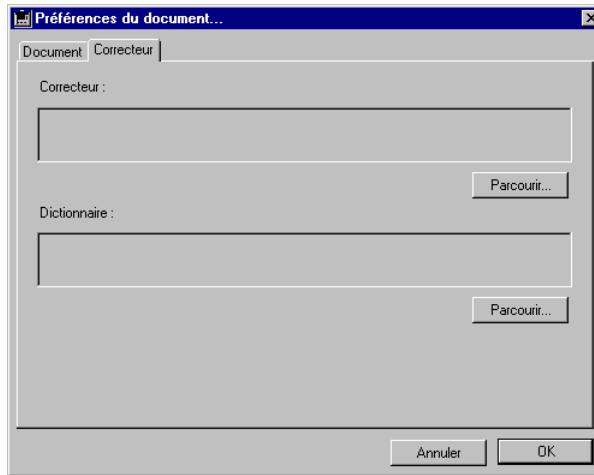 Préférences du document...
Document Correcteur
Correcteur :
Parcourir...
Dictionnaire :
Parcourir...
Annuler OK